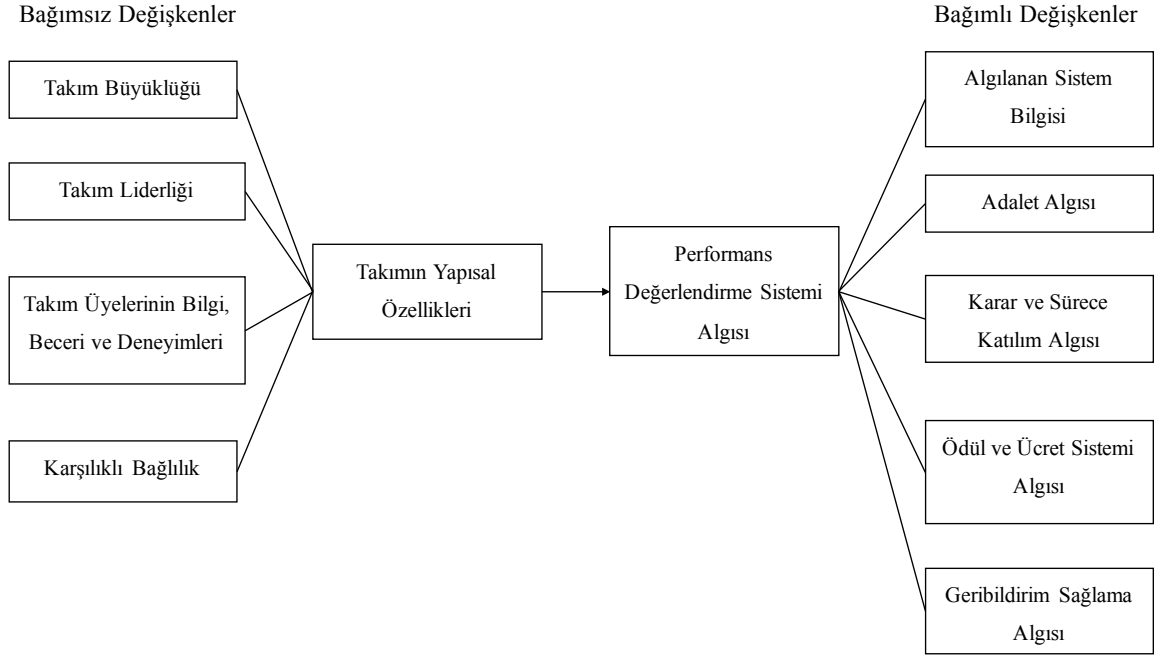 Bağımsız Değişkenler
Bağımlı Değişkenler
Takım Büyüklüğü
Takım Liderliği
Takım Üyelerinin Bilgi,
Beceri ve Deneyimleri
Karşılıklı Bağlılık
Takımın Yapısal
Özellikleri
Performans
Değerlendirme Sistemi
Algısı
Algılanan Sistem
Bilgisi
Adalet Algısı
Karar ve Sürece
Katılım Algısı
Ödül ve Ücret Sistemi
Algısı
Geribildirim Sağlama
Algısı